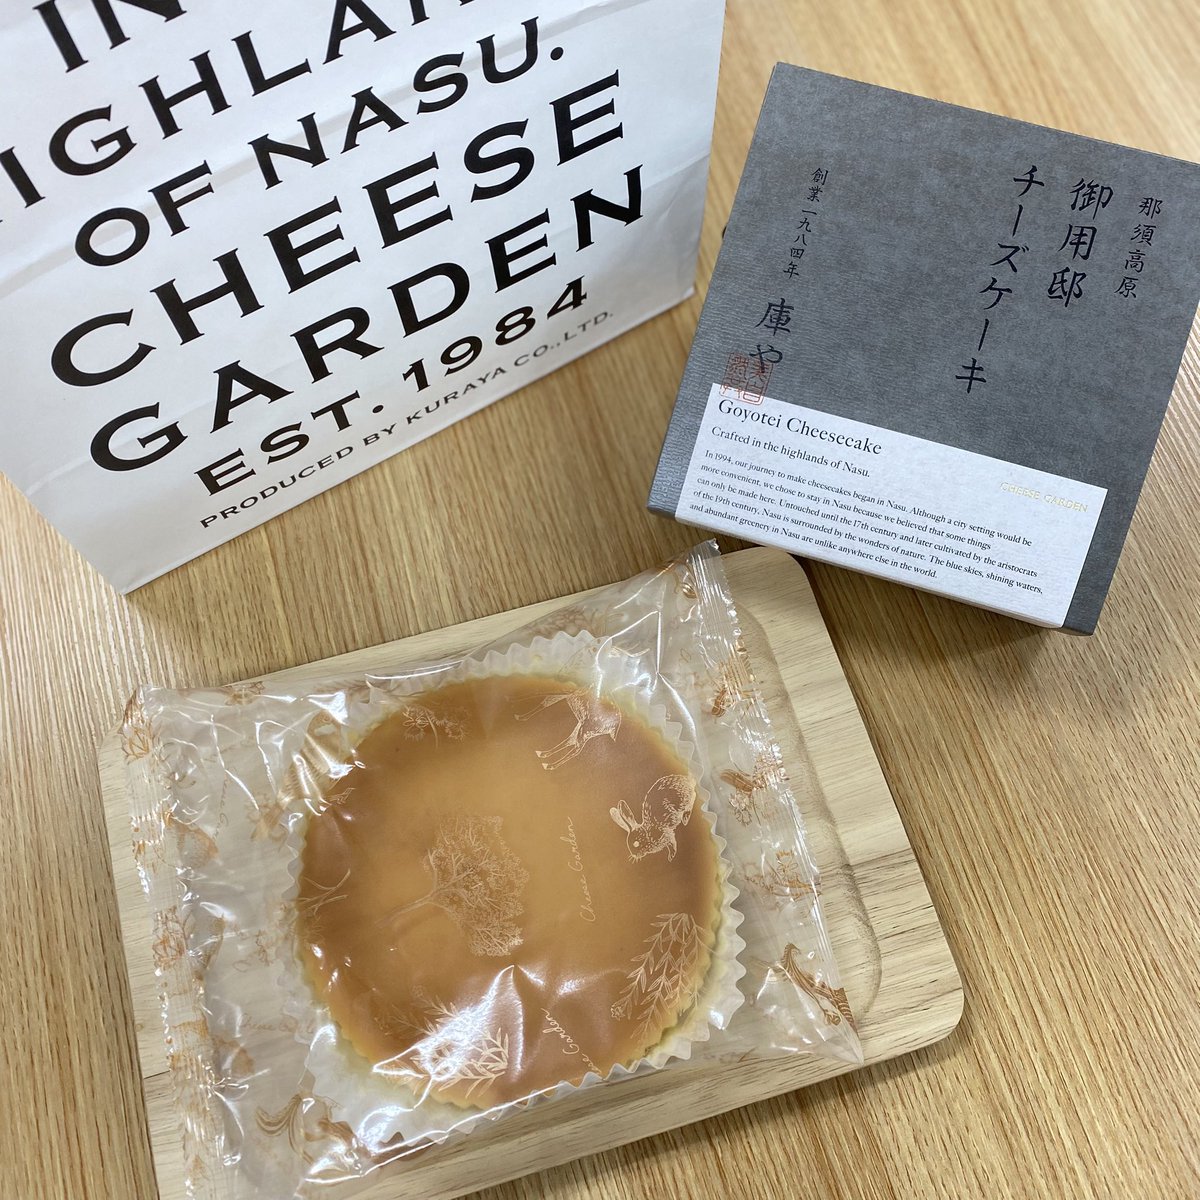 IN
HIGHLAN
OF NASU.
CHEESE
GARDEN
EST. 1984
PRODUCED BY KURAYA CO., LTD.
那須高原
御用邸
チーズケーキ
創業一九八四年
庫や
Goyotei Cheesecake
Crafted in the highlands of Nasu.
In 1994, our journey to make cheesecakes began in Nasu. Although a city setting would be
more convenient, we chose to stay in Nasu because we believed that some things
can only be made here. Untouched until the 17th century and later cultivated by the aristocrats
of the 19th century, Nasu is surrounded by the wonders of nature. The blue skies, shining waters,
and abundant greenery in Nasu are unlike anywhere else in the world.
CHEESE GARDEN
Cheese Garden
Garden